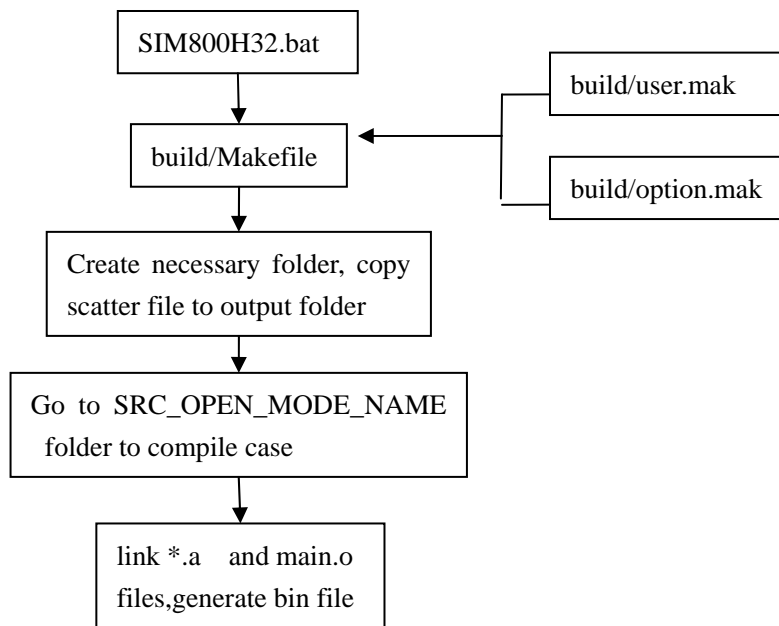 SIM800H32.bat
build/user.mak
build/Makefile
build/option.mak
Create necessary folder, copy
scatter file to output folder
Go to SRC_OPEN_MODE_NAME
folder to compile case
link *.a and main.o
files,generate bin file